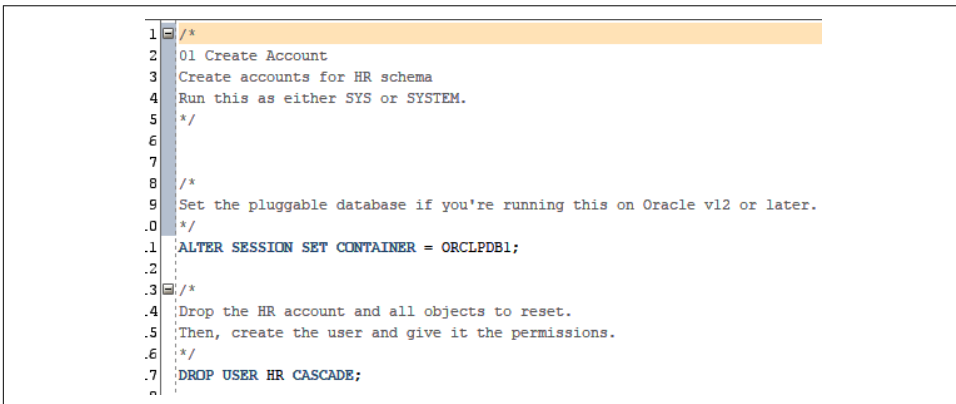 1 /*
2 01 Create Account
3 Create accounts for HR schema
4 Run this as either SYS or SYSTEM.
5 */
6
7
8 /*
9 Set the pluggable database if you're running this on Oracle v12 or later.
.0 */
.1 ALTER SESSION SET CONTAINER = ORCLPDB1;
.2
.3 /*
.4 Drop the HR account and all objects to reset.
.5 Then, create the user and give it the permissions.
.6 */
.7 DROP USER HR CASCADE;